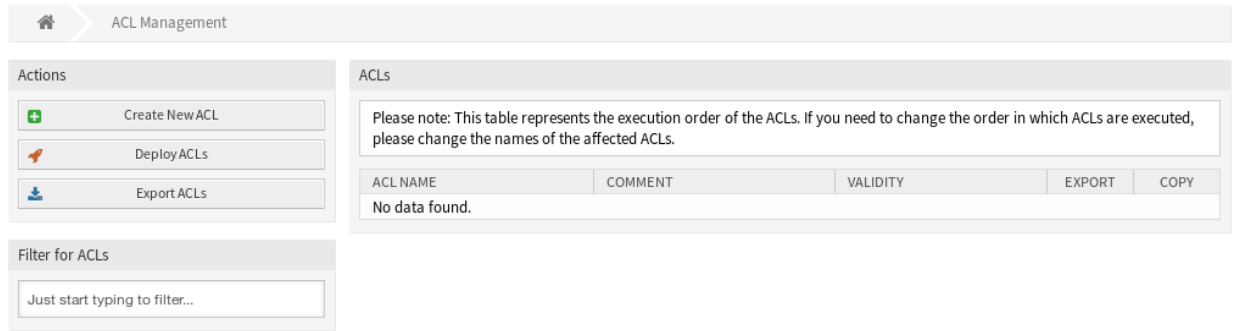 ACL Management
Actions
Create New ACL
Deploy ACLs
Export ACLs
Filter for ACLs
Just start typing to filter...
ACLs
Please note: This table represents the execution order of the ACLs. If you need to change the order in which ACLs are executed,
please change the names of the affected ACLs.
ACL NAME COMMENT VALIDITY EXPORT COPY
No data found.